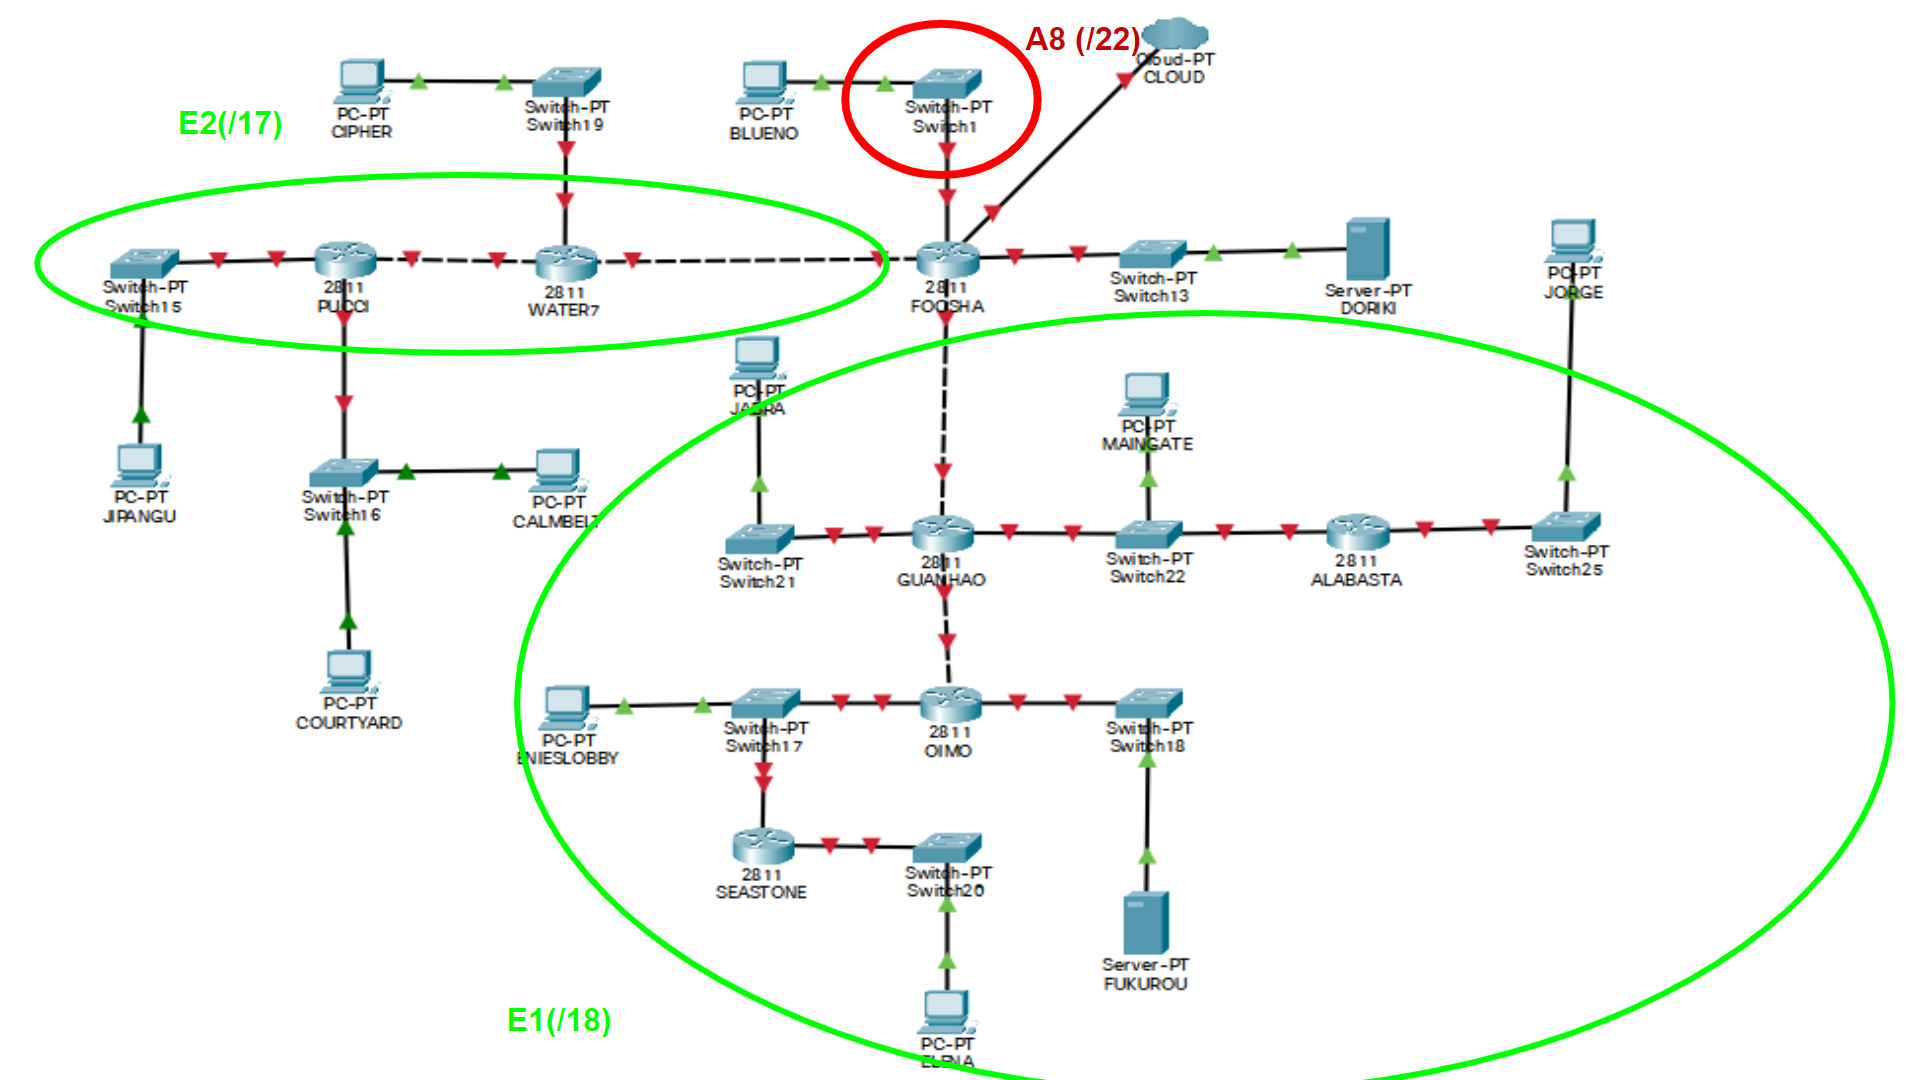 A8 (/22)
Cloud-PT
CLOUD
PC-PT
CIPHER
Switch-PT
Switch19
PC-PT
BLUENO
Switch-PT
Switch1
E2(/17)
Switch-PT
Switch15
2811
PUCCI
2811
WATER7
2811
FOOSHA
Switch-PT
Switch13
Server-PT
DORIKI
PC-PT
JORGE
PC-PT
JABRA
PC-PT
MAINGATE
PC-PT
JIPANGU
Switch-PT
Switch16
PC-PT
CALMBELT
Switch-PT
Switch21
2811
GUANHAO
Switch-PT
Switch22
2811
ALABASTA
Switch-PT
Switch25
PC-PT
COURTYARD
PC-PT
ENIESLOBBY
Switch-PT
Switch17
2811
OIMO
Switch-PT
Switch18
2811
SEASTONE
Switch-PT
Switch20
Server-PT
FUKUROU
E1(/18)
PC-PT
ELENA